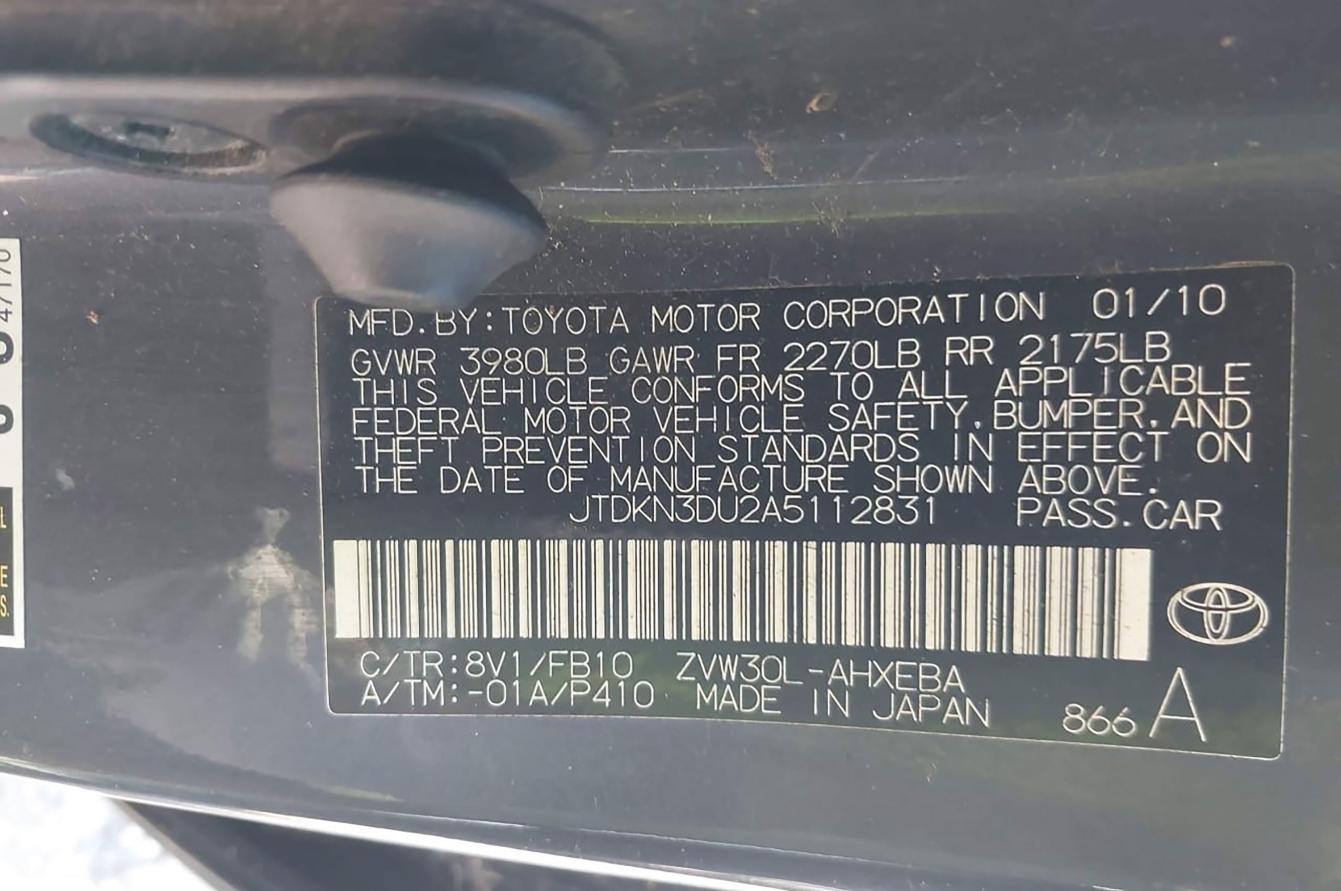 MFD.BY:TOYOTA MOTOR CORPORATION 01/10
GVWR 3980LB GAWR FR 2270LB RR 2175LB
THIS VEHICLE CONFORMS TO ALL APPLICABLE
FEDERAL MOTOR VEHICLE SAFETY,BUMPER,AND
THEFT PREVENTION STANDARDS IN EFFECT ON
THE DATE OF MANUFACTURE SHOWN ABOVE.
JTDKN3DU2A5112831 PASS.CAR
C/TR:8V1/FB10 ZVW30L-AHXEBA
A/TM:-01A/P410 MADE IN JAPAN
866 A